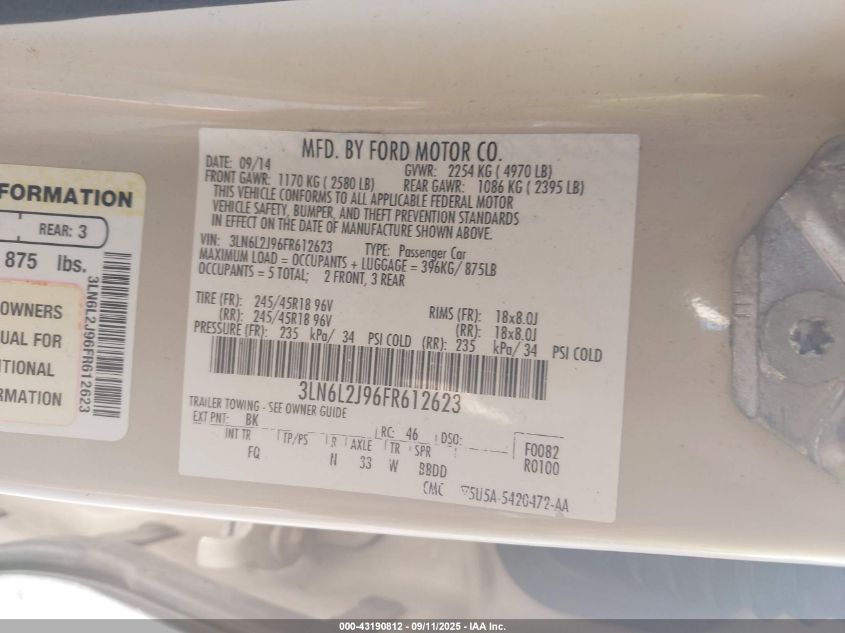 FORMATION
REAR: 3
875 lbs.
OWNERS
UAL FOR
ITIONAL
RMATION
3LN6L2J96FR612623
MFD. BY FORD MOTOR CO.
DATE: 09/14 GVWR: 2254 KG ( 4970 LB)
FRONT GAWR: 1170 KG ( 2580 LB) REAR GAWR: 1086 KG ( 2395 LB)
THIS VEHICLE CONFORMS TO ALL APPLICABLE FEDERAL MOTOR
VEHICLE SAFETY, BUMPER, AND THEFT PREVENTION STANDARDS
IN EFFECT ON THE DATE OF MANUFACTURE SHOWN ABOVE.
VIN: 3LN6L2J96FR612623 TYPE: Passenger Car
MAXIMUM LOAD = OCCUPANTS + LUGGAGE = 396KG/ 875LB
OCCUPANTS = 5 TOTAL; 2 FRONT, 3 REAR
TIRE (FR): 245/45R18 96V RIMS (FR): 18x8.0J
(RR): 245/45R18 96V (RR): 18x8.0J
PRESSURE (FR): 235 kPa/ 34 PSI COLD (RR): 235 kPa/ 34 PSI COLD
3LN6L2J96FR612623
TRAILER TOWING - SEE OWNER GUIDE
EXT PNT: BK RC: 46 DSO: F0082
INT TR TP/PS R AXLE TR SPR R0100
FQ N 33 W BBDD
CMC 5U5A-5420472-AA
000-43190812 - 09/11/2025 - IAA Inc.